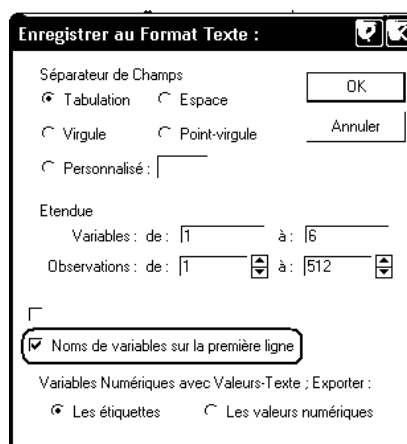 Enregistrer au Format Texte :
Séparateur de Champs
Tabulation Espace
OK
Virgule Point-virgule
Annuler
Personnalisé :
Etendue
Variables : de : 1 à : 6
Observations : de : 1 à : 512
Noms de variables sur la première ligne
Variables Numériques avec Valeurs-Texte ; Exporter :
Les étiquettes Les valeurs numériques